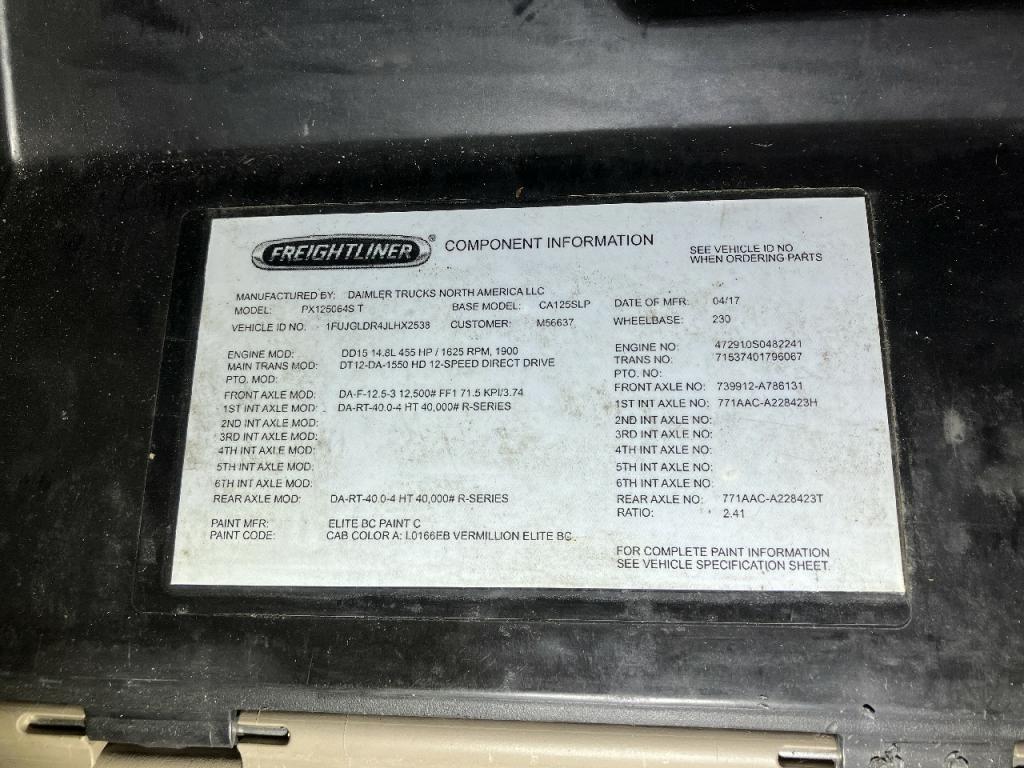 FREIGHTLINER® COMPONENT INFORMATION
SEE VEHICLE ID NO
WHEN ORDERING PARTS
MANUFACTURED BY: DAIMLER TRUCKS NORTH AMERICA LLC
MODEL: PX125064S T BASE MODEL: CA125SLP DATE OF MFR: 04/17
VEHICLE ID NO. 1FUJGLDR4JLHX2538 CUSTOMER: M56637 WHEELBASE: 230
ENGINE MOD: DD15 14.8L 455 HP / 1625 RPM, 1900 ENGINE NO: 472910S0482241
MAIN TRANS MOD: DT12-DA-1550 HD 12-SPEED DIRECT DRIVE TRANS NO: 71537401796067
PTO. MOD: PTO. NO:
FRONT AXLE MOD: DA-F-12.5-3 12,500# FF1 71.5 KPI/3.74 FRONT AXLE NO: 739912-A786131
1ST INT AXLE MOD: DA-RT-40.0-4 HT 40,000# R-SERIES 1ST INT AXLE NO: 771AAC-A228423H
2ND INT AXLE MOD: 2ND INT AXLE NO:
3RD INT AXLE MOD: 3RD INT AXLE NO:
4TH INT AXLE MOD: 4TH INT AXLE NO:
5TH INT AXLE MOD: 5TH INT AXLE NO:
6TH INT AXLE MOD: 6TH INT AXLE NO:
REAR AXLE MOD: DA-RT-40.0-4 HT 40,000# R-SERIES REAR AXLE NO: 771AAC-A228423T
RATIO: 2.41
PAINT MFR: ELITE BC PAINT C
PAINT CODE: CAB COLOR A: L0166EB VERMILLION ELITE BC
FOR COMPLETE PAINT INFORMATION
SEE VEHICLE SPECIFICATION SHEET.